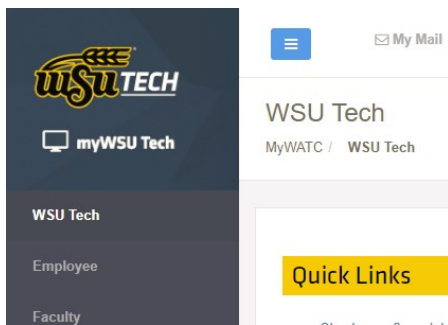 WSU TECH
myWSU Tech
WSU Tech
Employee
Faculty
My Mail
WSU Tech
MyWATC / WSU Tech
Quick Links